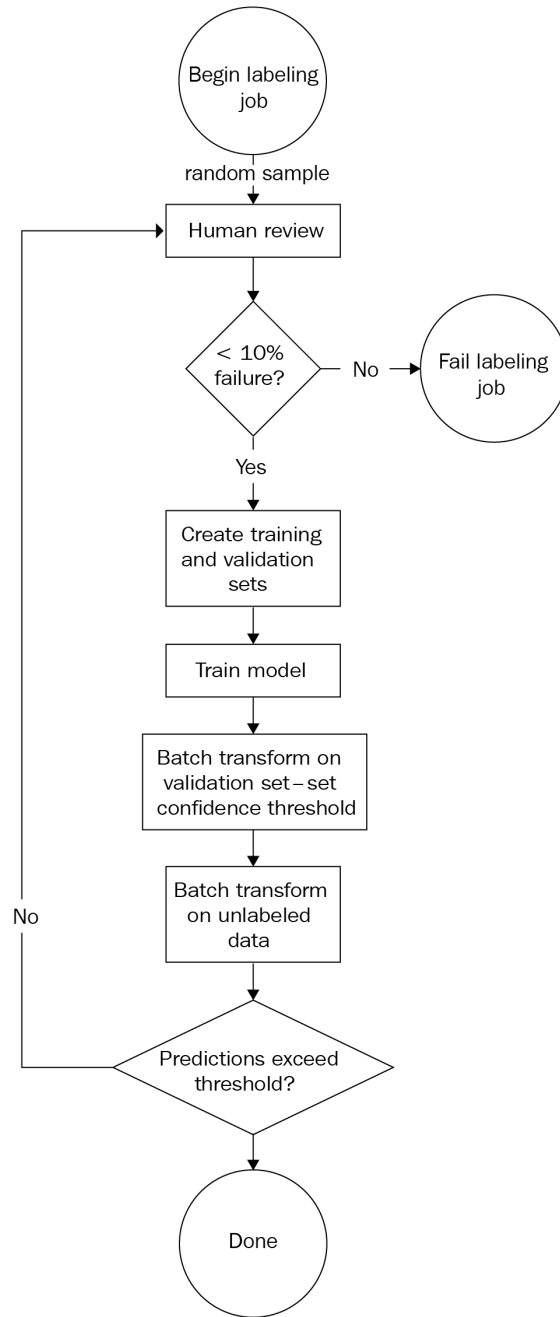 Begin labeling
job
random sample
Human review
< 10%
failure?
No
Fail labeling
job
Yes
Create training
and validation
sets
Train model
Batch transform on
validation set–set
confidence threshold
Batch transform
on unlabeled
data
No
Predictions exceed
threshold?
Done